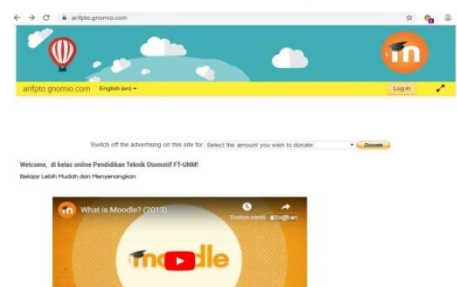 arifpto.gnomio.com
arifpto.gnomio.com English (en)
Log in
m
Switch off the advertising on this site for Select the amount you wish to donate Donate
Welcome, di kelas online Pendidikan Teknik Otomotif FT-UNM!
Belajar Lebih Mudah dan Menyenangkan
m What is Moodle? (2013)
Tonton nanti Bagikan
moodle